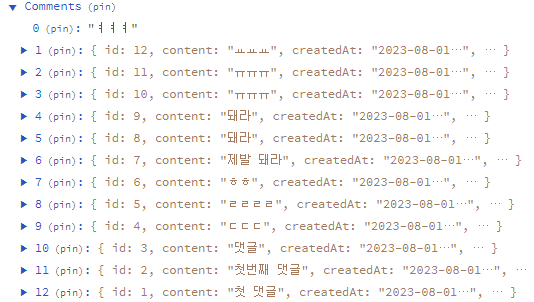 Comments (pin)
0 (pin): "ㅕㅕㅕ"
1 (pin): { id: 12, content: "ㅛㅛㅛ", createdAt: "2023-08-01…", … }
2 (pin): { id: 11, content: "ㅠㅠㅠ", createdAt: "2023-08-01…", … }
3 (pin): { id: 10, content: "ㅠㅠㅠ", createdAt: "2023-08-01…", … }
4 (pin): { id: 9, content: "돼라", createdAt: "2023-08-01…", … }
5 (pin): { id: 8, content: "돼라", createdAt: "2023-08-01…", … }
6 (pin): { id: 7, content: "제발 돼라", createdAt: "2023-08-01…", … }
7 (pin): { id: 6, content: "ㅎㅎ", createdAt: "2023-08-01…", … }
8 (pin): { id: 5, content: "ㄹㄹㄹㄹ", createdAt: "2023-08-01…", … }
9 (pin): { id: 4, content: "ㄷㄷㄷ", createdAt: "2023-08-01…", … }
10 (pin): { id: 3, content: "댓글", createdAt: "2023-08-01…", … }
11 (pin): { id: 2, content: "첫번째 댓글", createdAt: "2023-08-01…", …
12 (pin): { id: 1, content: "첫 댓글", createdAt: "2023-08-01…", … }